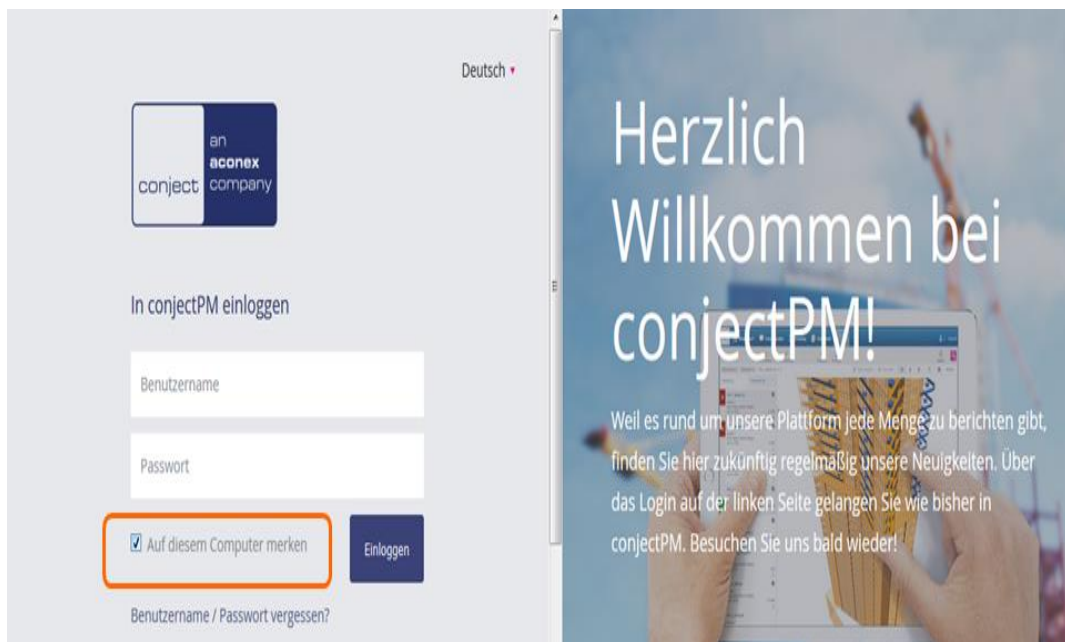 Deutsch
conject
an
aconex
company
In conjectPM einloggen
Benutzername
Passwort
Auf diesem Computer merken
Einloggen
Benutzername / Passwort vergessen?
Herzlich
Willkommen bei
conjectPM!
Weil es rund um unsere Plattform jede Menge zu berichten gibt,
finden Sie hier zukünftig regelmäßig unsere Neuigkeiten. Über
das Login auf der linken Seite gelangen Sie wie bisher in
conjectPM. Besuchen Sie uns bald wieder!